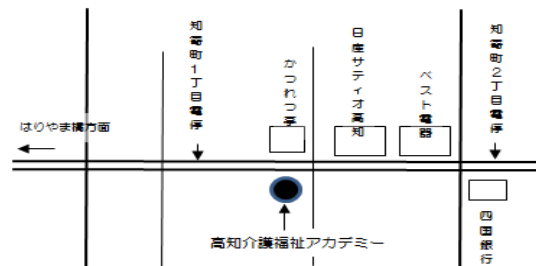 知寄町1丁目電停
かつれつ亭
日産サティオ高知
ベスト電器
知寄町2丁目電停
はりやま橋方面
高知介護福祉アカデミー
四国銀行